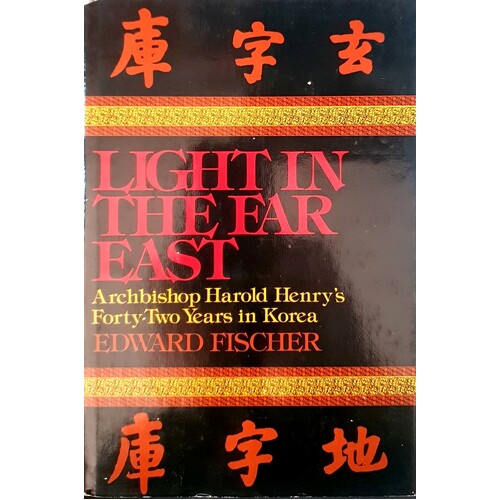 玄字庫
LIGHT IN
THE FAR
EAST
Archbishop Harold Henry's
Forty-Two Years in Korea
EDWARD FISCHER
地字庫